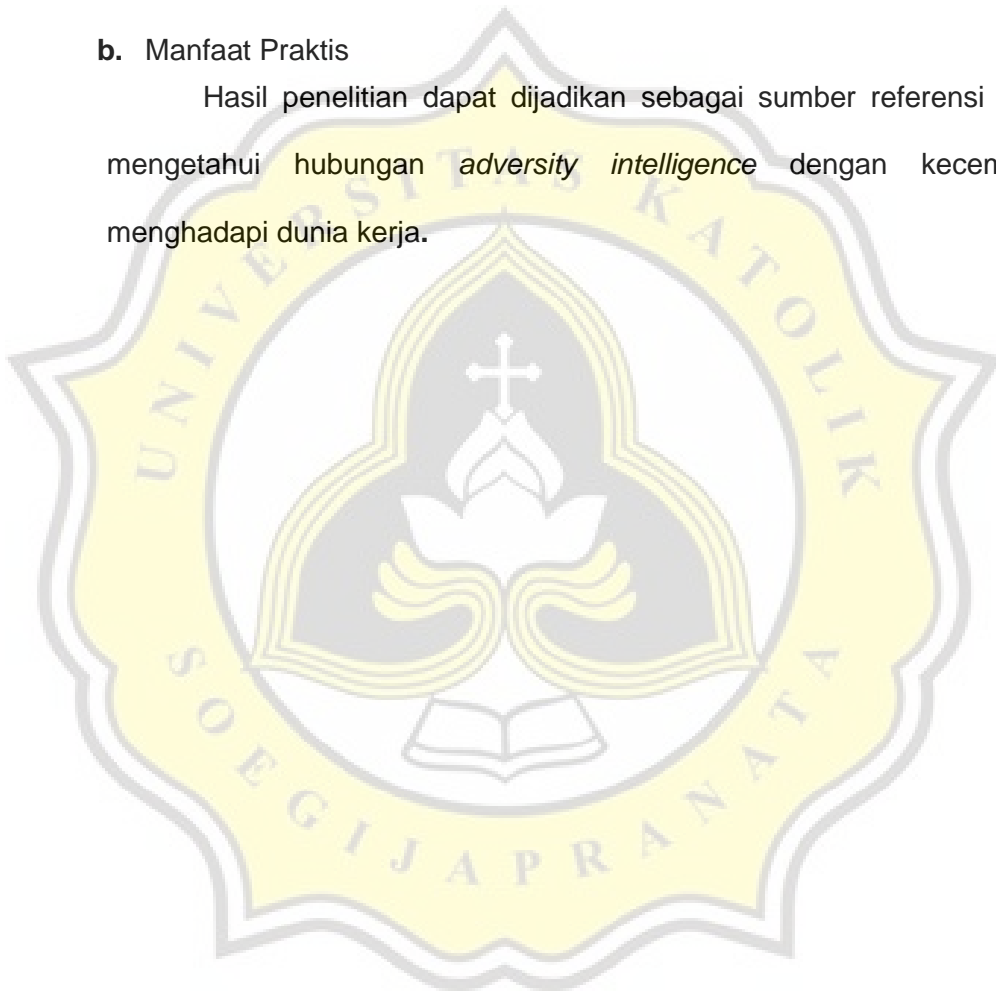 b. Manfaat Praktis
Hasil penelitian dapat dijadikan sebagai sumber referensi
mengetahui hubungan adversity intelligence dengan kecem
menghadapi dunia kerja.
UNIVERSITAS KATOLIK
SOEGIJAPRANATA